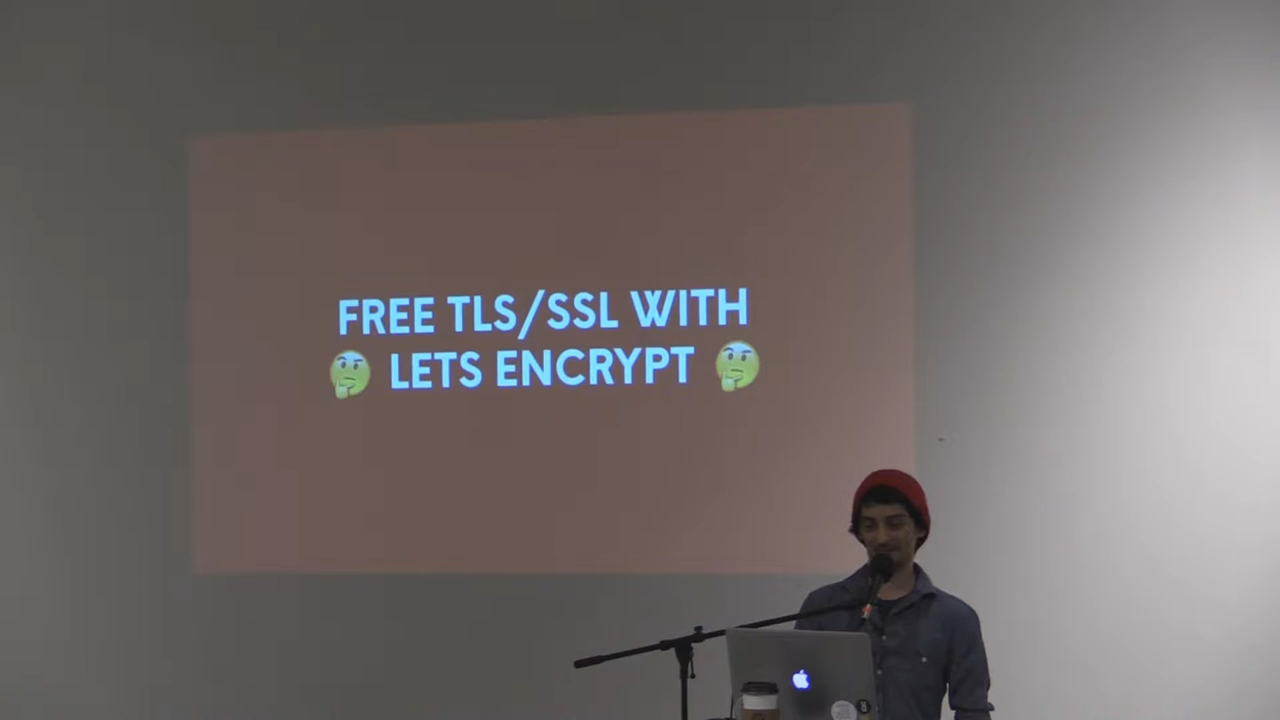 FREE TLS/SSL WITH
🤔 LETS ENCRYPT 🤔